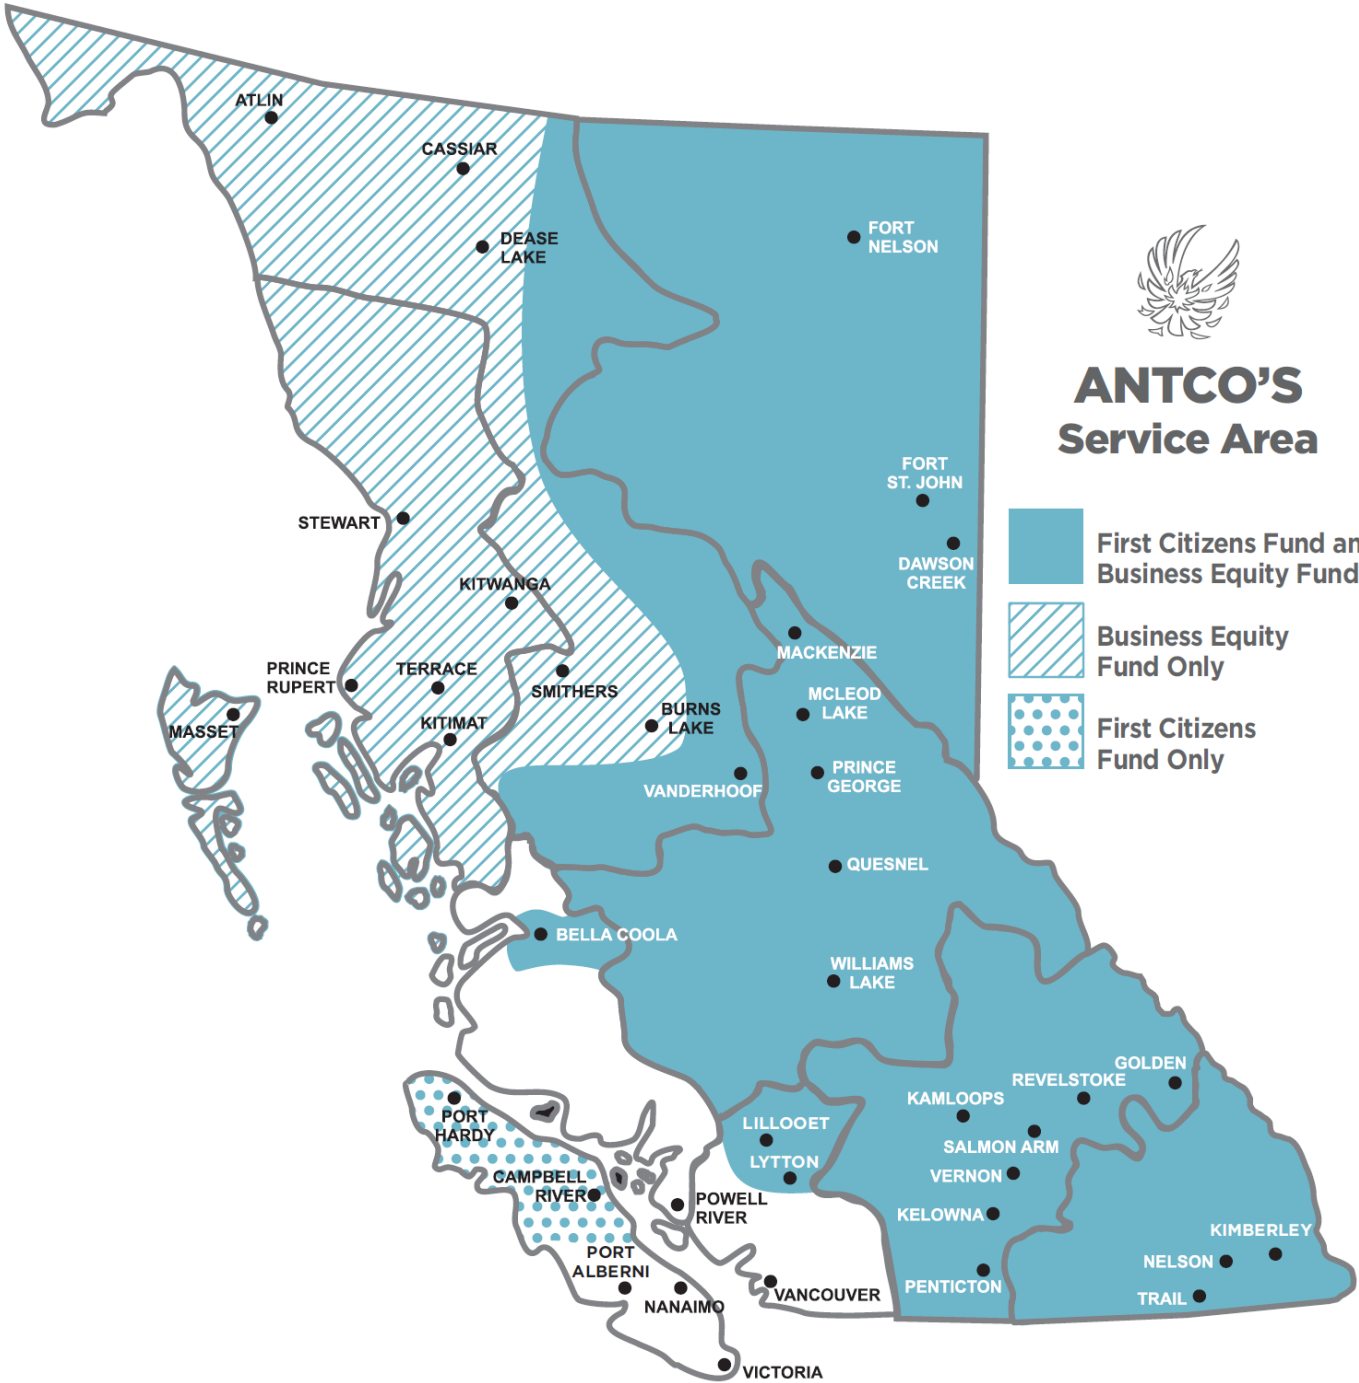 ATLIN
CASSIAR
DEASE
LAKE
FORT
NELSON
ANTCO'S
Service Area
FORT
ST. JOHN
STEWART
DAWSON
CREEK
First Citizens Fund an
Business Equity Fund
KITWANGA
Business Equity
Fund Only
MACKENZIE
PRINCE
RUPERT
TERRACE
SMITHERS
MCLEOD
LAKE
MASSET
KITIMAT
BURNS
LAKE
First Citizens
Fund Only
VANDERHOOF
PRINCE
GEORGE
QUESNEL
BELLA COOLA
WILLIAMS
LAKE
GOLDEN
REVELSTOKE
KAMLOOPS
PORT
HARDY
LILLOOET
SALMON ARM
LYTTON
CAMPBELL
RIVER
VERNON
POWELL
RIVER
KELOWNA
KIMBERLEY
PORT
ALBERNI
NELSON
PENTICTON
VANCOUVER
TRAIL
NANAIMO
VICTORIA